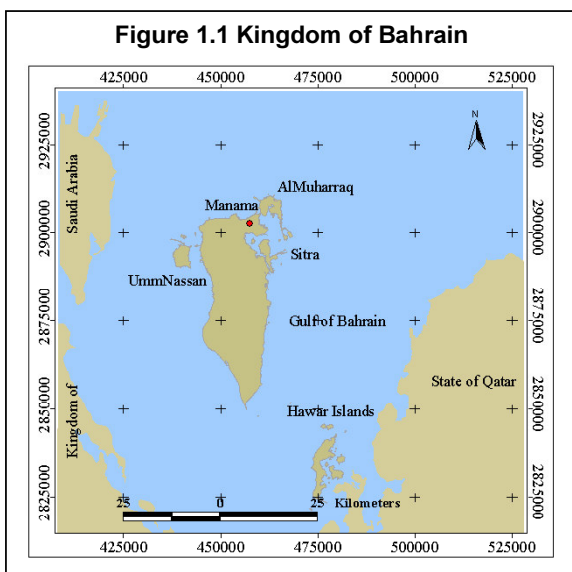 Figure 1.1 Kingdom of Bahrain
425000 450000 475000 500000 525000
N
2925000 2925000
Saudi Arabia
AlMuharraq
Manama
2900000 2900000
Sitra
UmmNassan
2875000 Gulf of Bahrain 2875000
State of Qatar
Kingdom of
2850000 Hawar Islands 2850000
2825000 2825000
25 0 25 Kilometers
425000 450000 475000 500000 525000